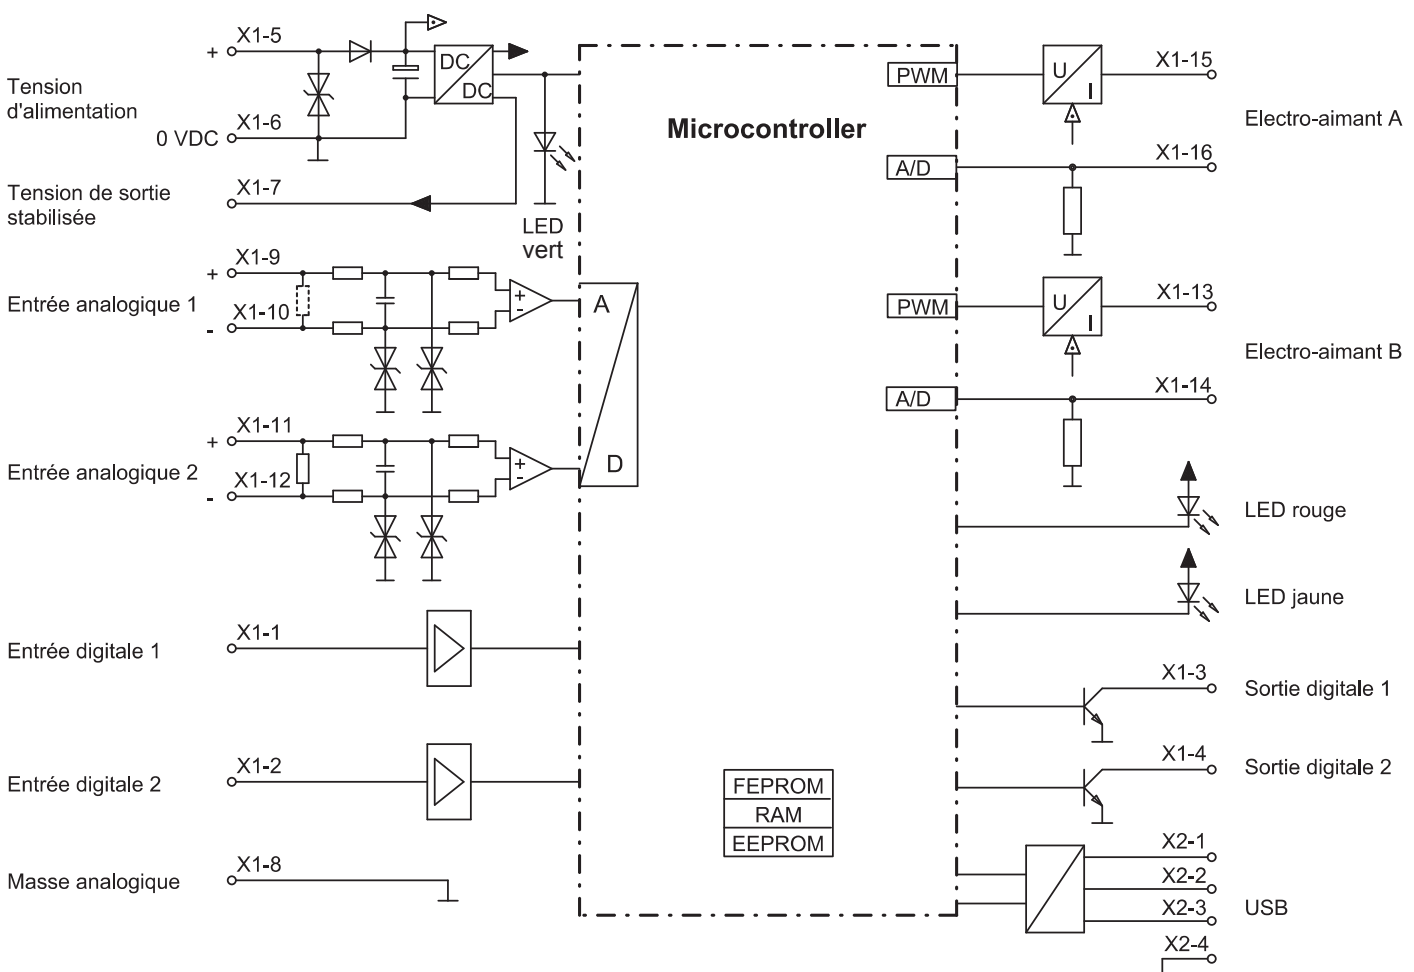 X1-5
+
DC
DC
Tension
d'alimentation
X1-6
0 VDC
Tension de sortie
stabilisée
X1-7
LED
vert
X1-9
+
Entrée analogique 1
X1-10
-
+
-
X1-11
+
Entrée analogique 2
X1-12
-
+
-
A
D
Entrée digitale 1
X1-1
Entrée digitale 2
X1-2
Masse analogique
X1-8
Microcontroller
FEPROM
RAM
EEPROM
PWM
U
I
X1-15
Electro-aimant A
A/D
X1-16
PWM
U
I
X1-13
Electro-aimant B
A/D
X1-14
LED rouge
LED jaune
X1-3
Sortie digitale 1
X1-4
Sortie digitale 2
X2-1
X2-2
X2-3
USB
X2-4